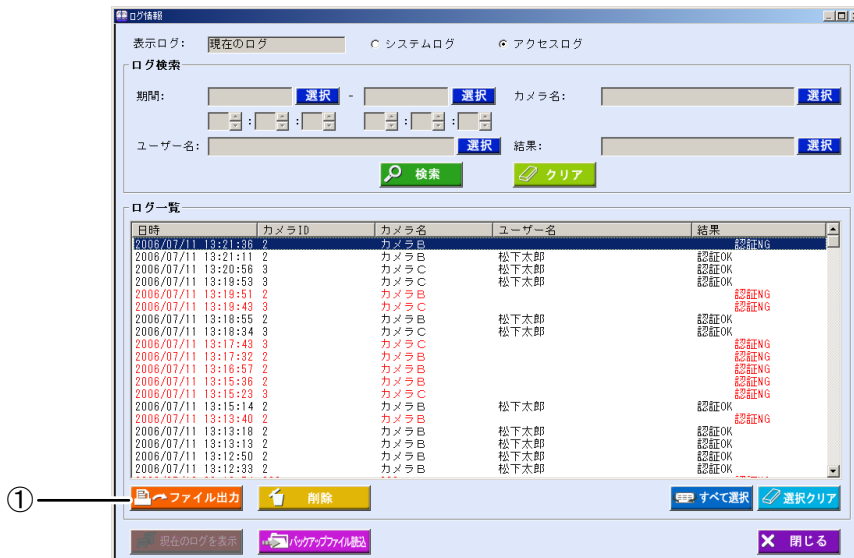 ログ情報
表示ログ: 現在のログ システムログ アクセスログ
ログ検索
期間: 選択 - 選択 カメラ名: 選択
: : : :
ユーザー名: 選択 結果: 選択
検索 クリア
ログ一覧
日時 カメラID カメラ名 ユーザー名 結果
2006/07/11 13:21:36 2 カメラB 認証NG
2006/07/11 13:21:11 2 カメラB 松下太郎 認証OK
2006/07/11 13:20:56 3 カメラC 松下太郎 認証OK
2006/07/11 13:19:53 3 カメラC 松下太郎 認証OK
2006/07/11 13:19:51 2 カメラB 認証NG
2006/07/11 13:19:43 3 カメラC 認証NG
2006/07/11 13:18:55 2 カメラB 松下太郎 認証OK
2006/07/11 13:18:34 3 カメラC 松下太郎 認証OK
2006/07/11 13:17:43 3 カメラC 認証NG
2006/07/11 13:17:32 2 カメラB 認証NG
2006/07/11 13:16:57 2 カメラB 認証NG
2006/07/11 13:15:36 2 カメラB 認証NG
2006/07/11 13:15:23 3 カメラC 認証NG
2006/07/11 13:15:14 2 カメラB 松下太郎 認証OK
2006/07/11 13:13:40 2 カメラB 認証NG
2006/07/11 13:13:18 2 カメラB 松下太郎 認証OK
2006/07/11 13:13:13 2 カメラB 松下太郎 認証OK
2006/07/11 13:12:50 2 カメラB 松下太郎 認証OK
2006/07/11 13:12:33 2 カメラB 松下太郎 認証OK
① ファイル出力 削除 すべて選択 選択クリア
現在のログを表示 バックアップファイル読込 閉じる